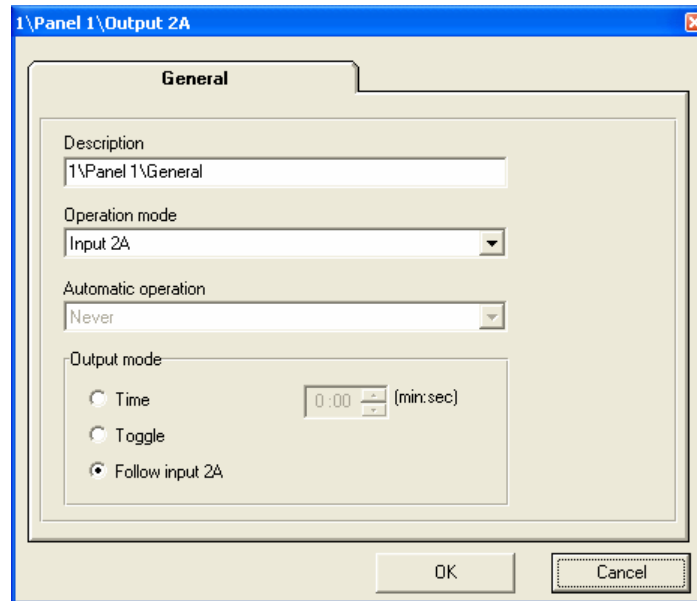 1\Panel 1\Output 2A
General
Description
1\Panel 1\General
Operation mode
Input 2A
Automatic operation
Never
Output mode
Time 0:00 (min:sec)
Toggle
Follow input 2A
OK Cancel